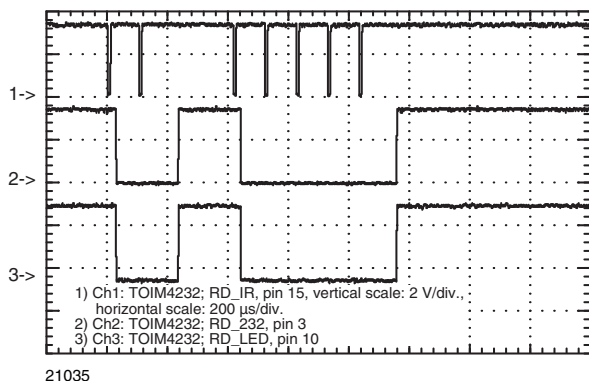 1->
2->
3->
1) Ch1: TOIM4232; RD_IR, pin 15, vertical scale: 2 V/div.,
horizontal scale: 200 µs/div.
2) Ch2: TOIM4232; RD_232, pin 3
3) Ch3: TOIM4232; RD_LED, pin 10
21035